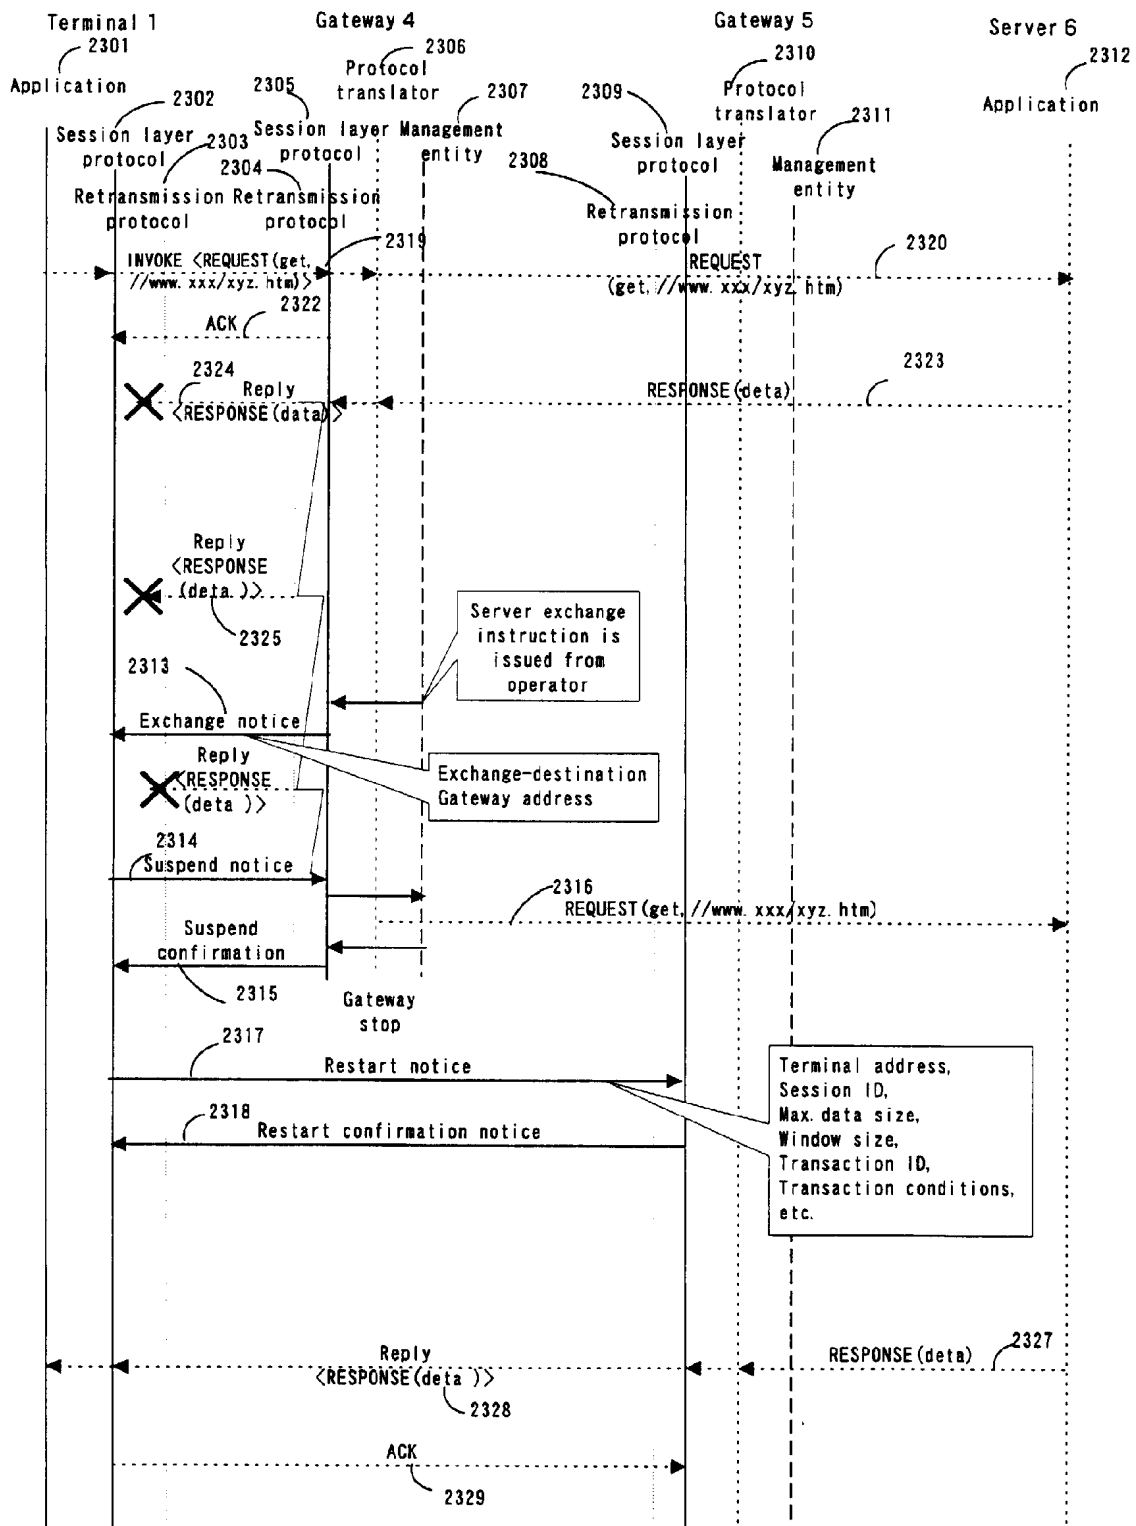 Terminal 1
Gateway 4
Gateway 5
Server 6
2301
2306
2310
2312
Application
Protocol
translator
Protocol
translator
Application
2302
2305
2307
2309
2311
Session layer
protocol
2303
Session layer
protocol
Management
entity
Session layer
protocol
Management
entity
2304
2308
Retransmission
protocol
Retransmission
protocol
Retransmission
protocol
2319
2320
INVOKE <REQUEST(get,
//www.xxx/xyz.htm)>
REQUEST
(get,//www.xxx/xyz.htm)
2322
ACK
2324
2323
Reply
<RESPONSE(data)>
RESPONSE(deta)
Reply
<RESPONSE
(deta )>
2325
Server exchange
instruction is
issued from
operator
2313
Exchange notice
Reply
<RESPONSE
(deta )>
Exchange-destination
Gateway address
2314
Suspend notice
2316
REQUEST(get,//www.xxx/xyz.htm)
Suspend
confirmation
2315
Gateway
stop
2317
Restart notice
Terminal address,
Session ID,
Max.data size,
Window size,
Transaction ID,
Transaction conditions,
etc.
2318
Restart confirmation notice
Reply
<RESPONSE(deta )>
2328
RESPONSE(deta)
2327
ACK
2329